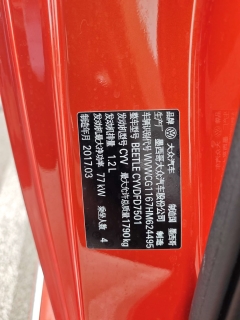 品牌 大众汽车 制造国 墨西哥
生产厂 墨西哥大众汽车股份公司 制造
车辆识别代号 WVWCG1167HM624495
整车型号 BEETLE CYVDFD7501
发动机型号 CYV 最大允许总质量 1790 kg
发动机排量 1.2 L
发动机最大净功率 77 kW 乘坐人数 4
制造年月 2017.03